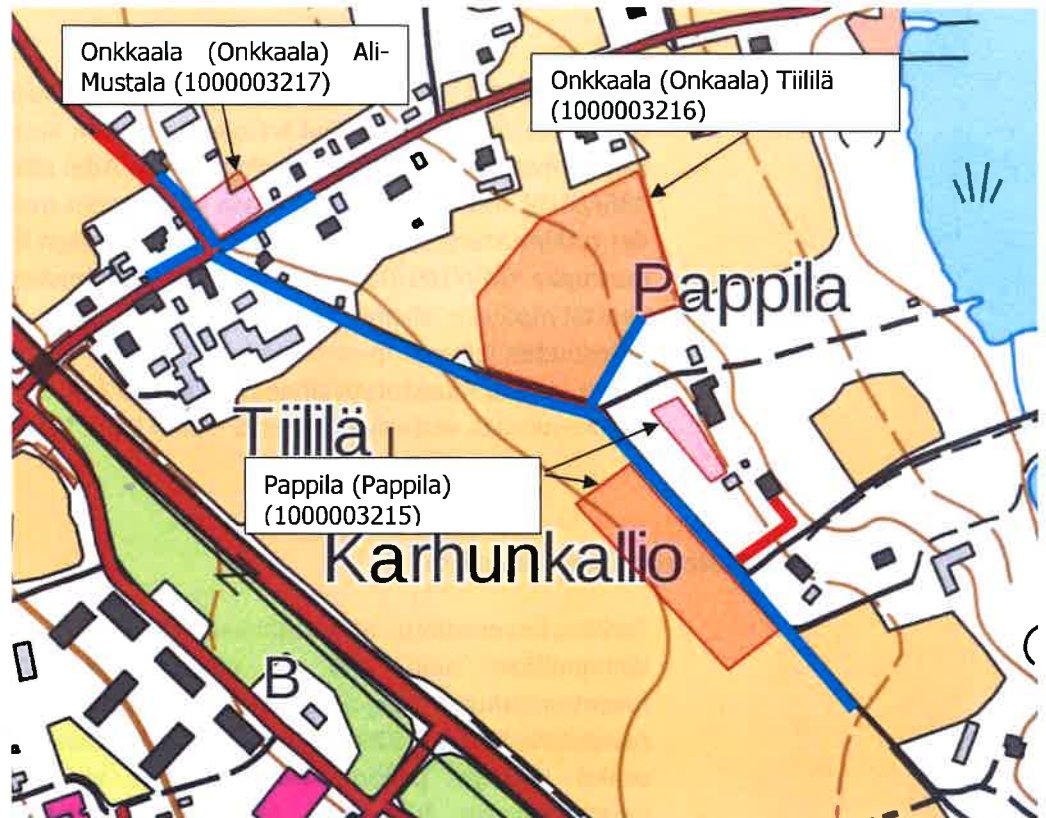 Onkkaala (Onkkaala) Ali-
Mustala (1000003217)
Onkkaala (Onkaala) Tiililä
(1000003216)
Pappila
Tiililä
Pappila (Pappila)
(1000003215)
Karhunkallio
B